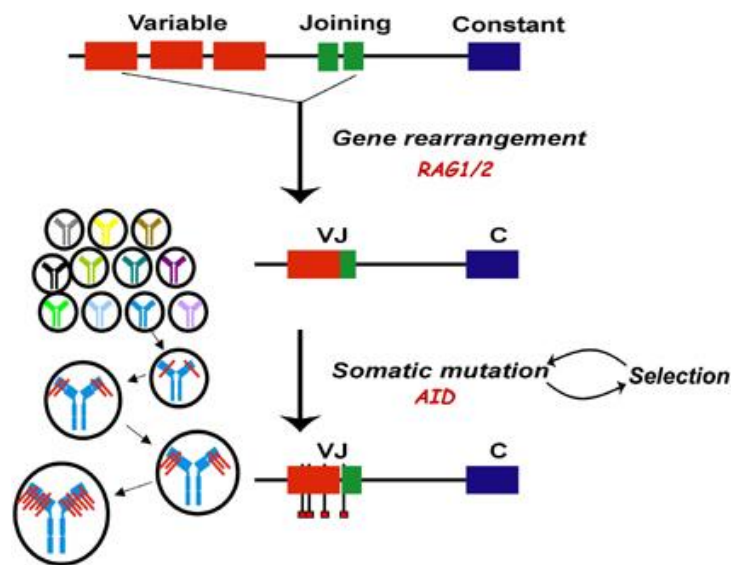 Variable Joining Constant
Gene rearrangement
RAG1/2
VJ C
Somatic mutation Selection
AID
VJ C